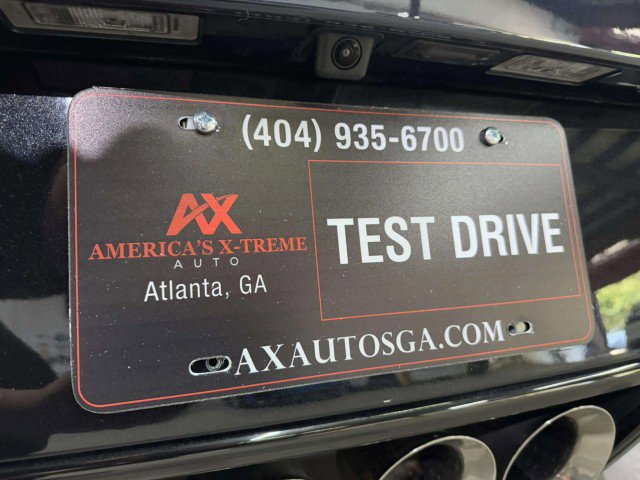 (404) 935-6700
AX
AMERICA'S X-TREME
AUTO
Atlanta, GA
TEST DRIVE
AXAUTOSGA.COM